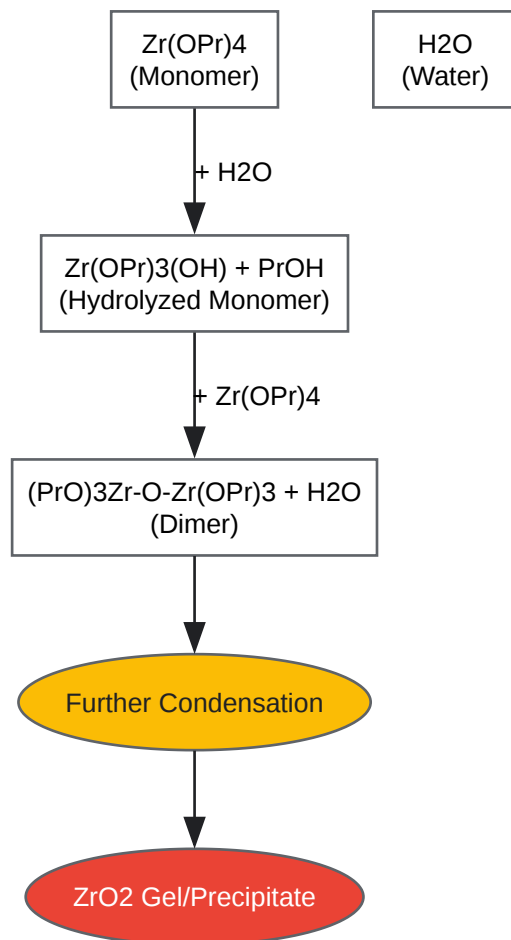 Zr(OPr)4
(Monomer)
H2O
(Water)
+ H2O
Zr(OPr)3(OH) + PrOH
(Hydrolyzed Monomer)
+ Zr(OPr)4
(PrO)3Zr-O-Zr(OPr)3 + H2O
(Dimer)
Further Condensation
ZrO2 Gel/Precipitate